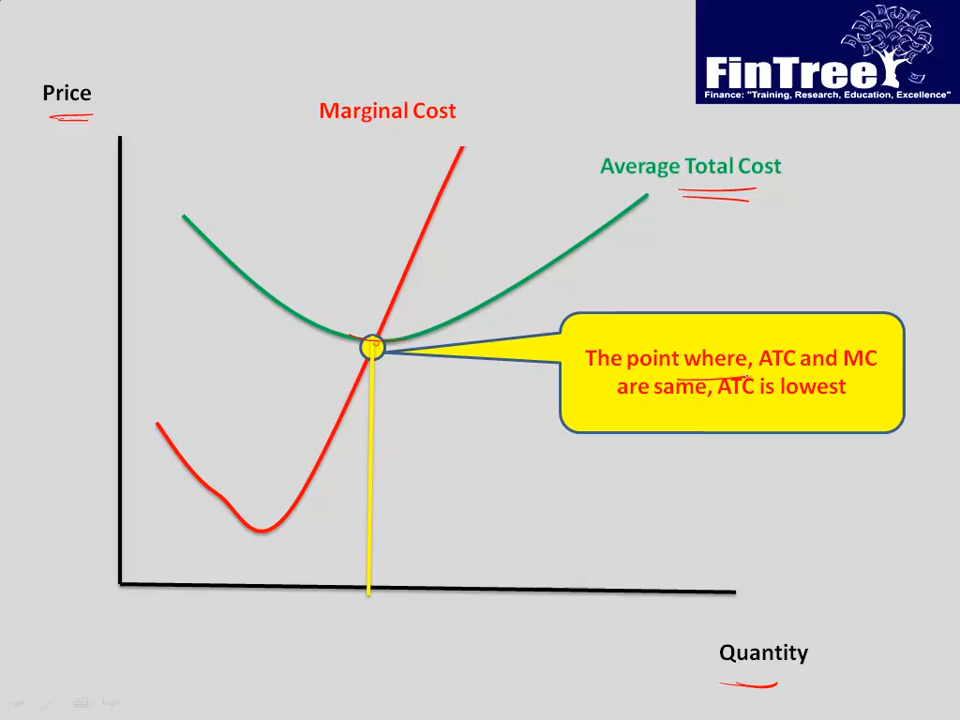 FinTree
Finance: "Training, Research, Education, Excellence"
Price
Marginal Cost
Average Total Cost
The point where, ATC and MC
are same, ATC is lowest
Quantity